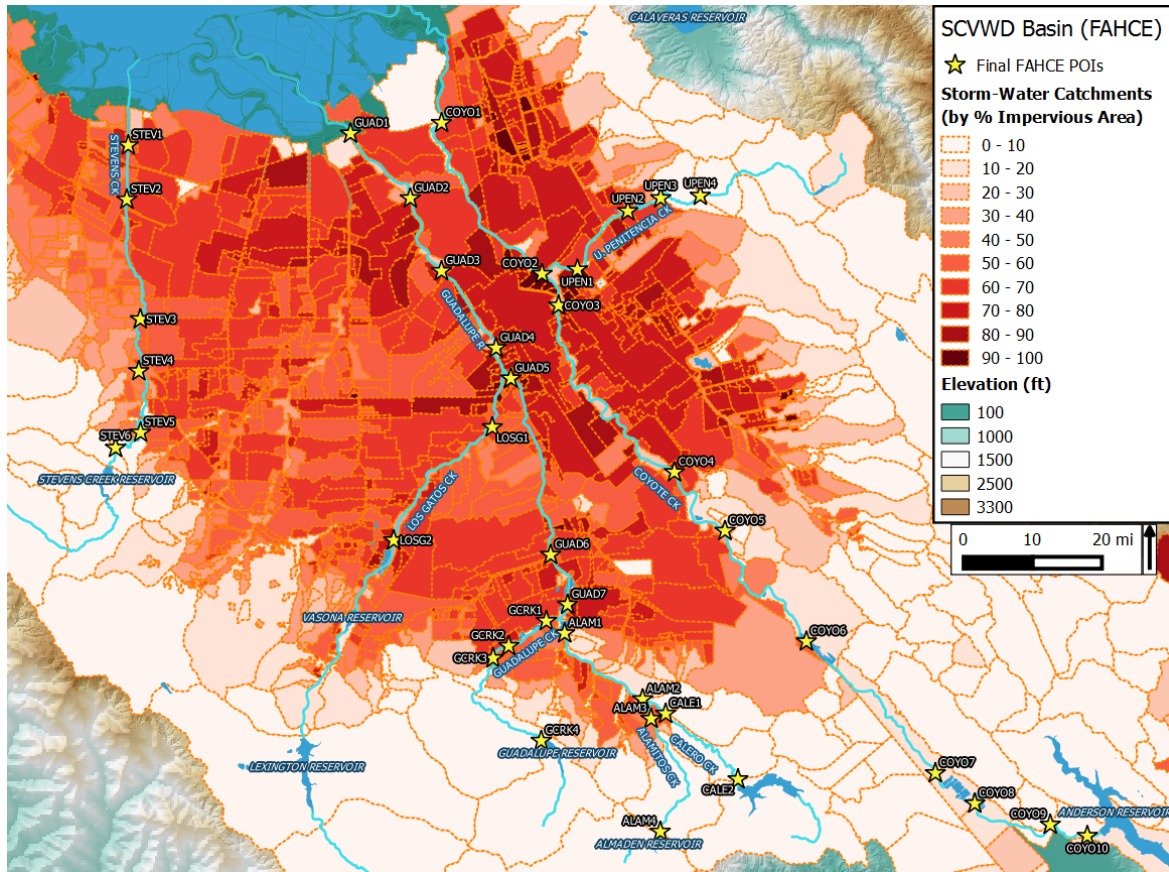 CALAVERAS RESERVOIR
SCVWD Basin (FAHCE)
Final FAHCE POIs
Storm-Water Catchments
(by % Impervious Area)
0 - 10
10 - 20
20 - 30
30 - 40
40 - 50
50 - 60
60 - 70
70 - 80
80 - 90
90 - 100
Elevation (ft)
100
1000
1500
2500
3300
0 10 20 mi
STEV1
STEVENS CK
STEV2
STEV3
STEV4
STEV5
STEV6
STEVENS CREEK RESERVOIR
GUAD1
COYO1
GUAD2
GUAD3
GUADALUPE R
GUAD4
GUAD5
UPEN4
UPEN3
UPEN2
U. PENITENCIA CK
UPEN1
COYO2
COYO3
LOSG1
LOS GATOS CK
LOSG2
VASONA RESERVOIR
LEXINGTON RESERVOIR
COYO4
COYOTE CK
COYO5
COYO6
GUAD6
GUAD7
GCRK1
ALAM1
GCRK2
GUADALUPE CK
GCRK3
GCRK4
GUADALUPE RESERVOIR
ALAM2
ALAM3
CALE1
ALAMITOS CK
CALERO CK
CALE2
ALAM4
ALMADEN RESERVOIR
COYO7
COYO8
COYO9
ANDERSON RESERVOIR
COYO10